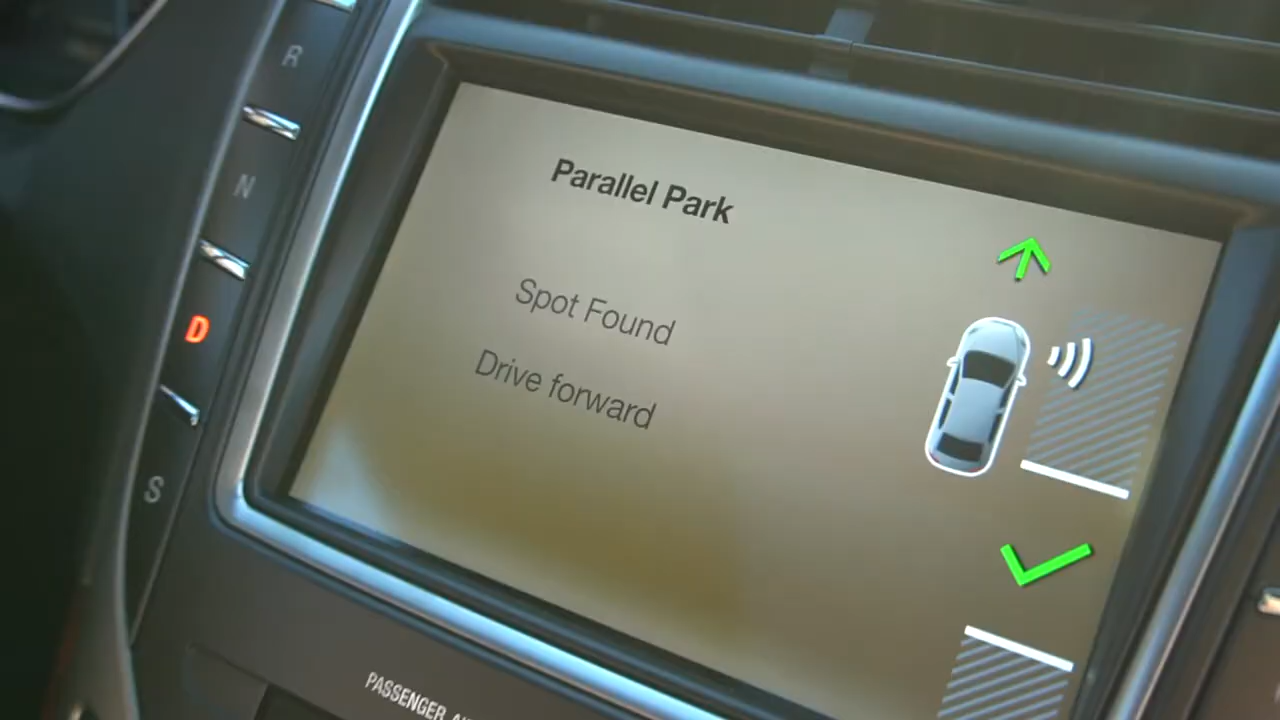 R
N
D
S
Parallel Park
Spot Found
Drive forward
PASSENGER